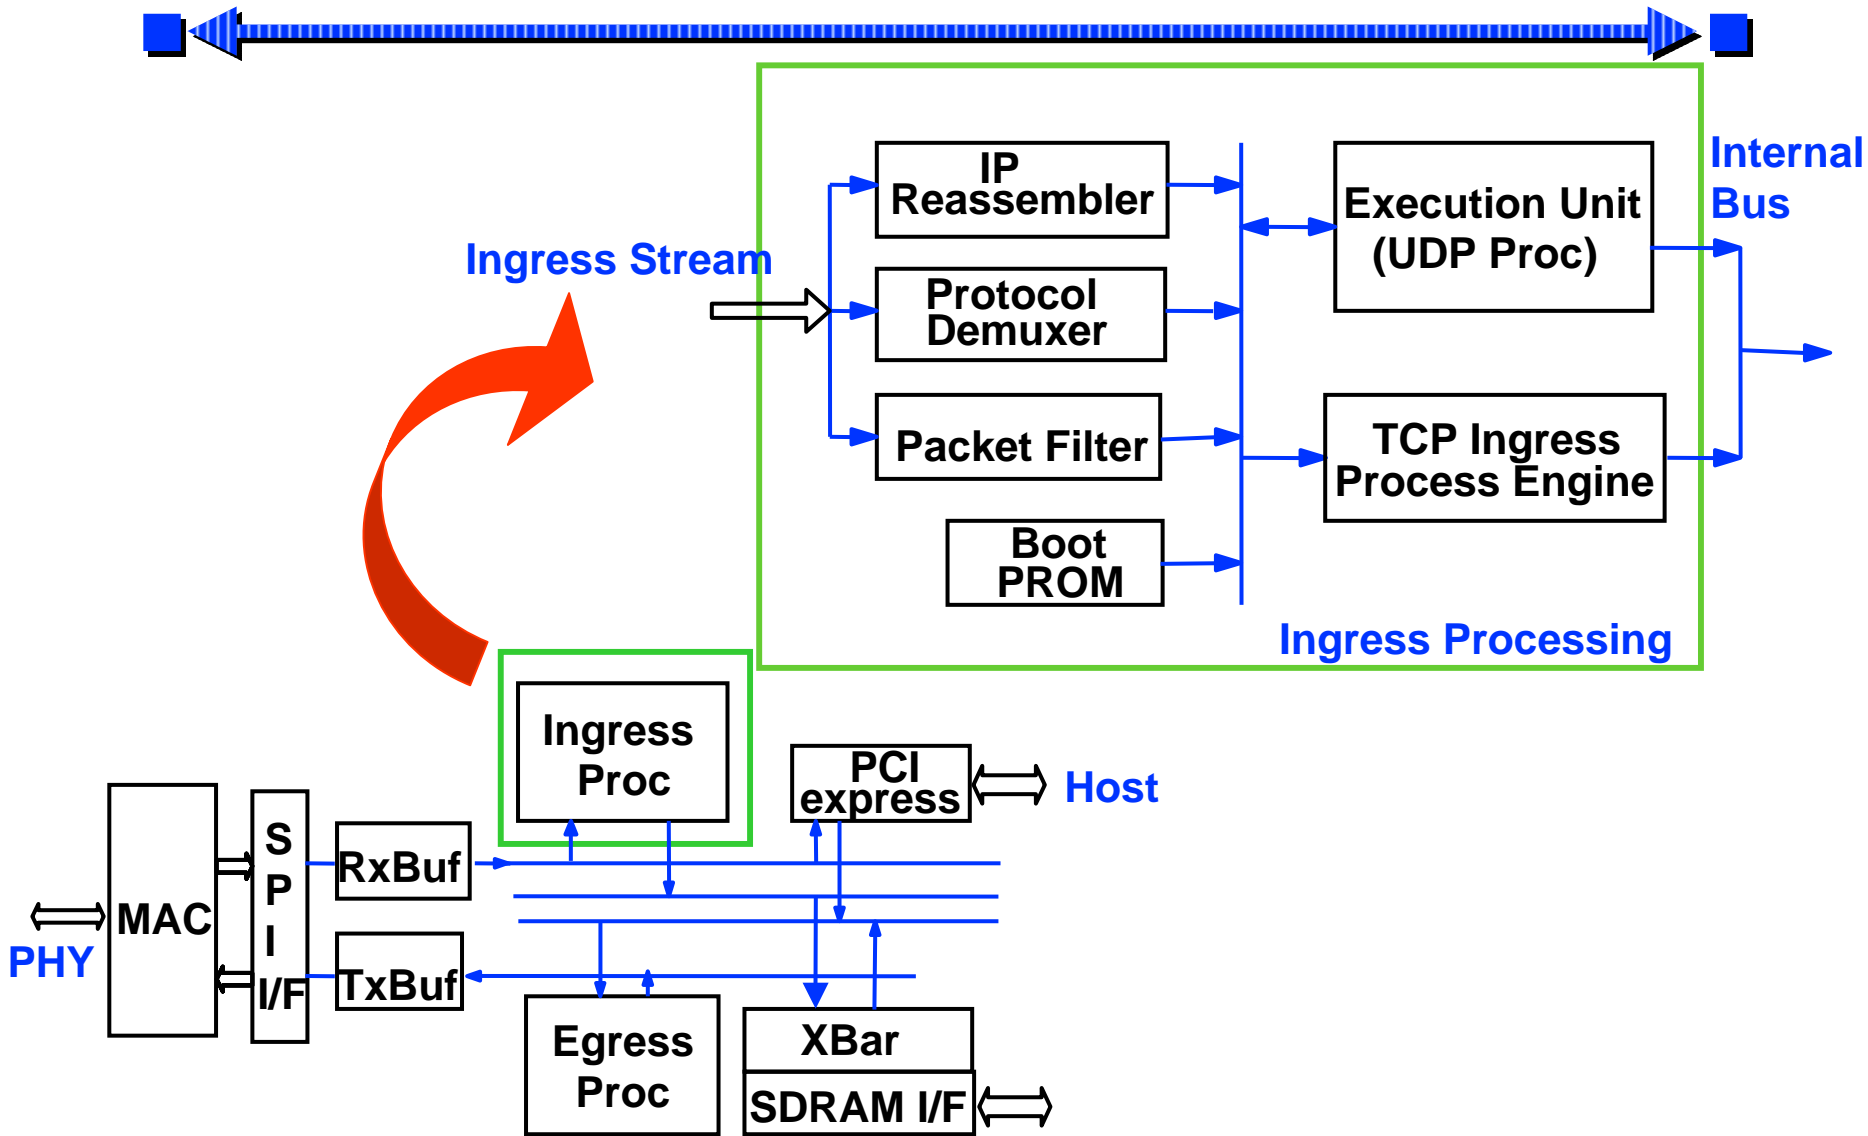 IP
Reassembler
Execution Unit
(UDP Proc)
Internal
Bus
Ingress Stream
Protocol
Demuxer
Packet Filter
TCP Ingress
Process Engine
Boot
PROM
Ingress Processing
Ingress
Proc
PCI
express
Host
MAC
PHY
S
P
I
I/F
RxBuf
TxBuf
Egress
Proc
XBar
SDRAM I/F